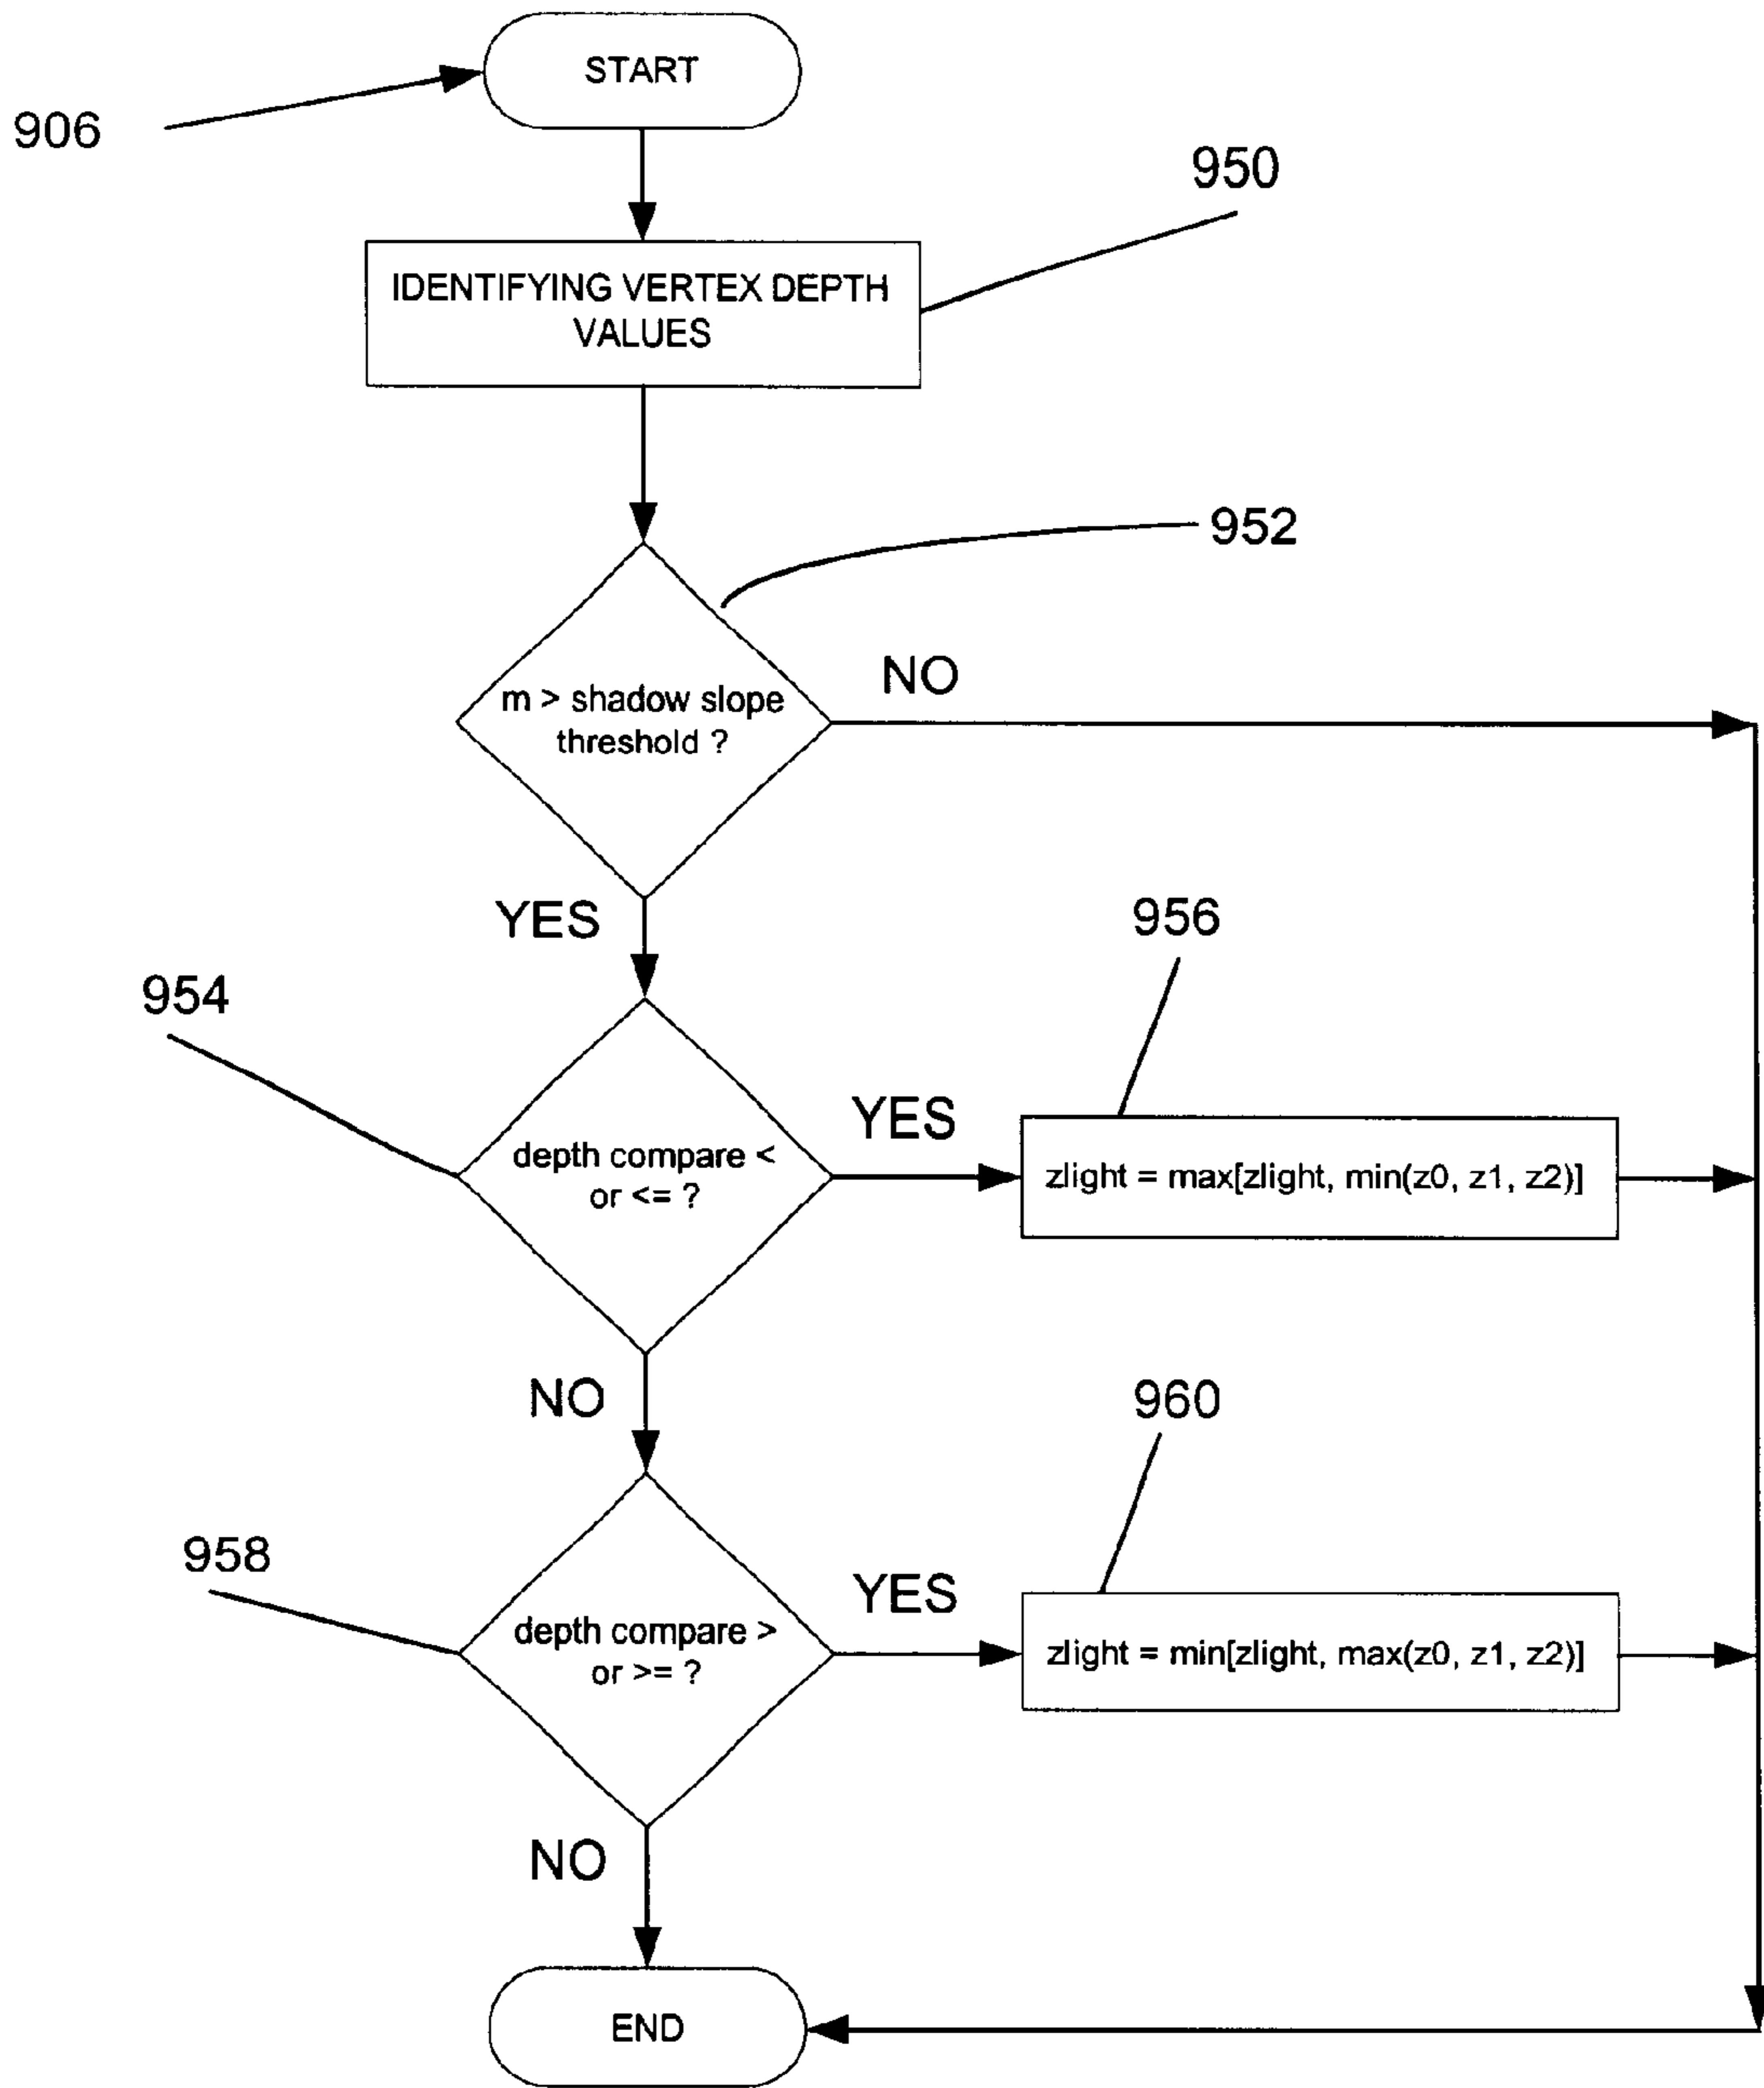 START
906
950
IDENTIFYING VERTEX DEPTH
VALUES
952
NO
m > shadow slope
threshold ?
YES
956
954
YES
depth compare <
or <= ?
zlight = max[zlight, min(z0, z1, z2)]
NO
960
958
YES
depth compare >
or >= ?
zlight = min[zlight, max(z0, z1, z2)]
NO
END